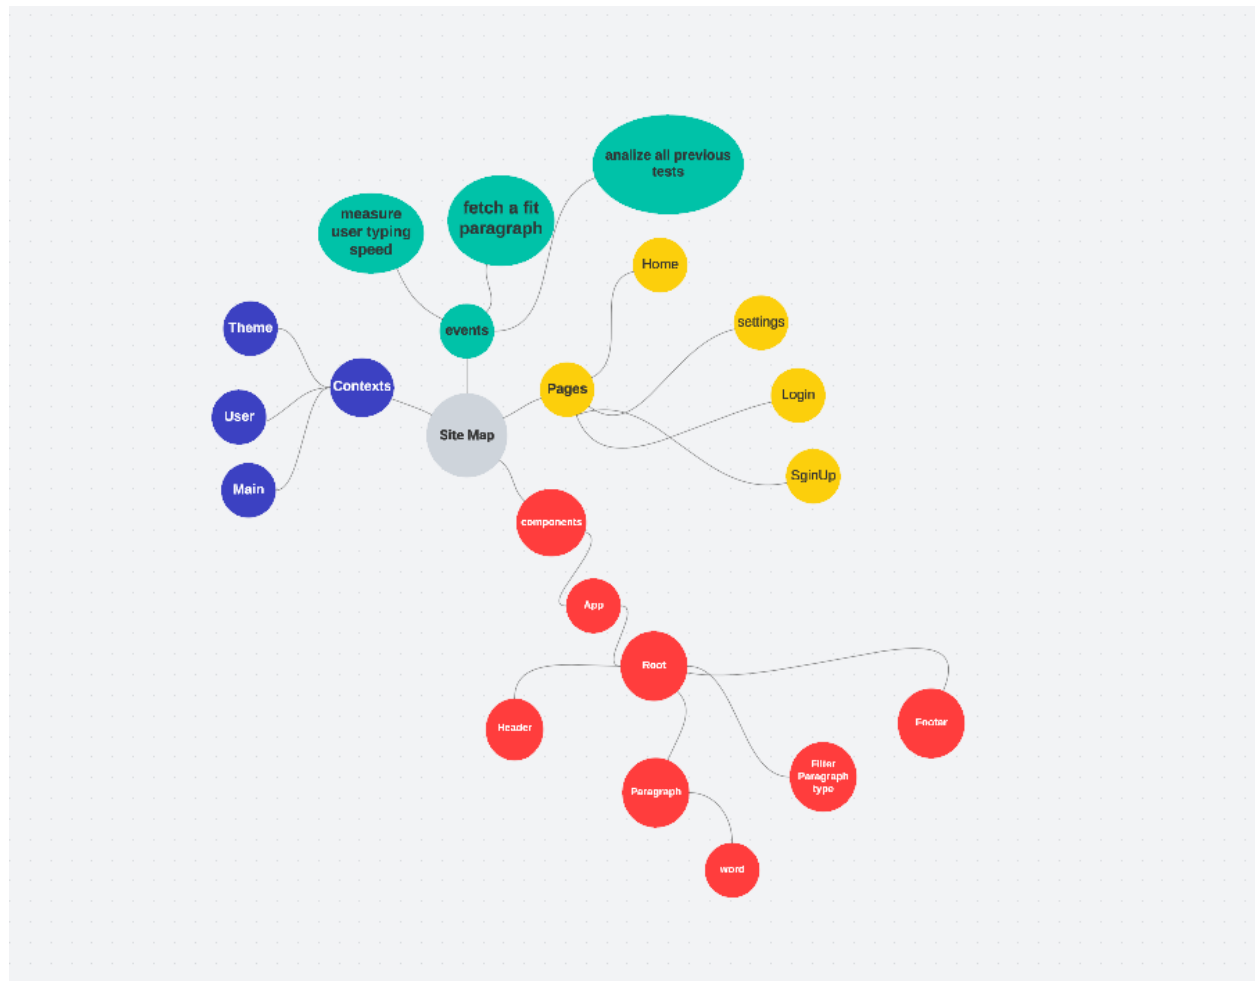 analize all previous
tests
fetch a fit
paragraph
measure
user typing
speed
Home
Theme
settings
events
Contexts
Pages
Login
User
Site Map
SginUp
Main
components
App
Root
Header
Footer
Filter
Paragraph
type
Paragraph
word